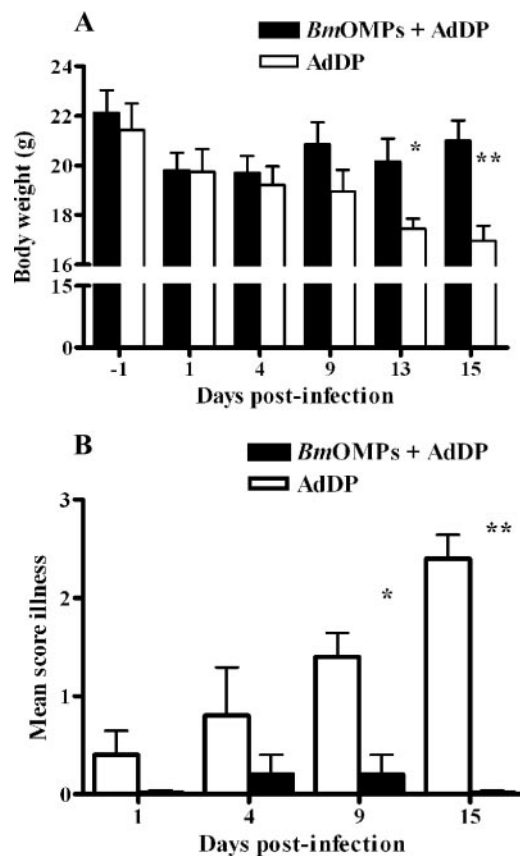 A
BmOMPs + AdDP
AdDP
Body weight (g)
24
22
20
18
16
15
0
*
**
-1 1 4 9 13 15
Days post-infection
B
BmOMPs + AdDP
AdDP
Mean score illness
3
2
1
0
*
**
1 4 9 15
Days post-infection